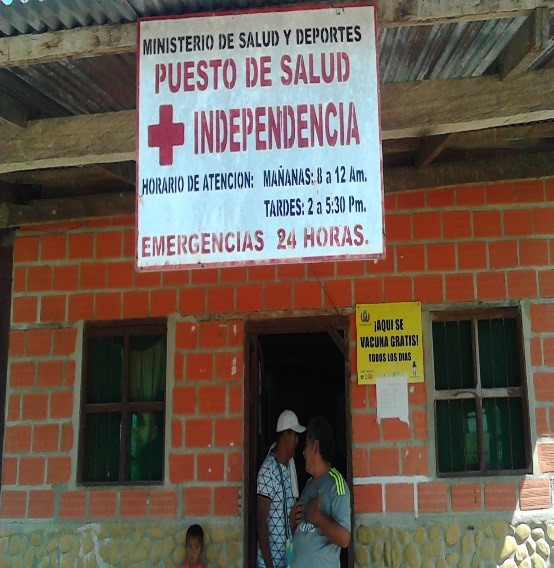 MINISTERIO DE SALUD Y DEPORTES
PUESTO DE SALUD
INDEPENDENCIA
HORARIO DE ATENCION: MAÑANAS: 8 a 12 Am.
TARDES: 2 a 5:30 Pm.
EMERGENCIAS 24 HORAS.
¡AQUI SE
VACUNA GRATIS!
TODOS LOS DIAS